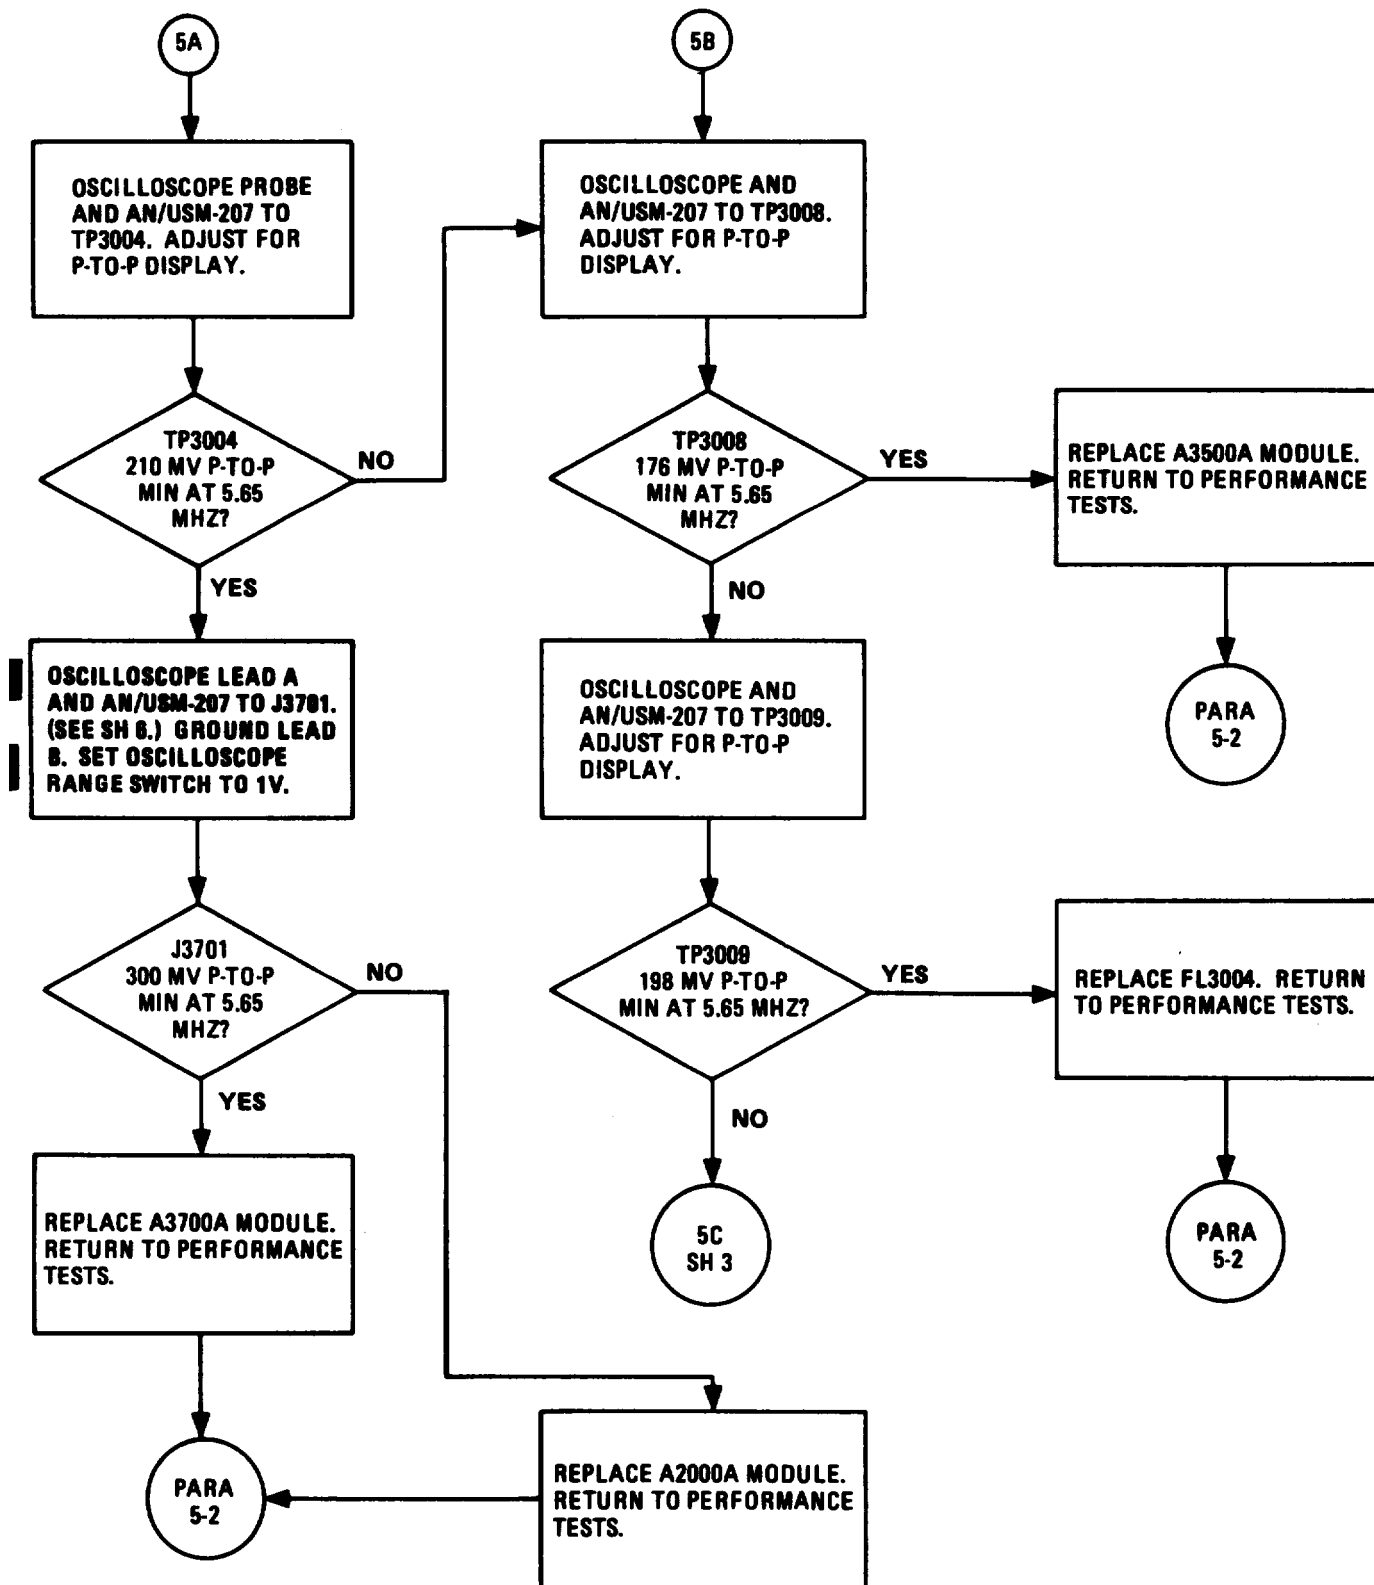 5A
OSCILLOSCOPE PROBE
AND AN/USM-207 TO
TP3004. ADJUST FOR
P-TO-P DISPLAY.
TP3004
210 MV P-TO-P
MIN AT 5.65
MHZ?
NO
YES
OSCILLOSCOPE LEAD A
AND AN/USM-207 TO J3701.
(SEE SH 6.) GROUND LEAD
B. SET OSCILLOSCOPE
RANGE SWITCH TO 1V.
J3701
300 MV P-TO-P
MIN AT 5.65
MHZ?
NO
YES
REPLACE A3700A MODULE.
RETURN TO PERFORMANCE
TESTS.
PARA
5-2
5B
OSCILLOSCOPE AND
AN/USM-207 TO TP3008.
ADJUST FOR P-TO-P
DISPLAY.
TP3008
176 MV P-TO-P
MIN AT 5.65
MHZ?
YES
NO
OSCILLOSCOPE AND
AN/USM-207 TO TP3009.
ADJUST FOR P-TO-P
DISPLAY.
TP3009
198 MV P-TO-P
MIN AT 5.65 MHZ?
YES
NO
5C
SH 3
REPLACE A2000A MODULE.
RETURN TO PERFORMANCE
TESTS.
REPLACE A3500A MODULE.
RETURN TO PERFORMANCE
TESTS.
PARA
5-2
REPLACE FL3004. RETURN
TO PERFORMANCE TESTS.
PARA
5-2